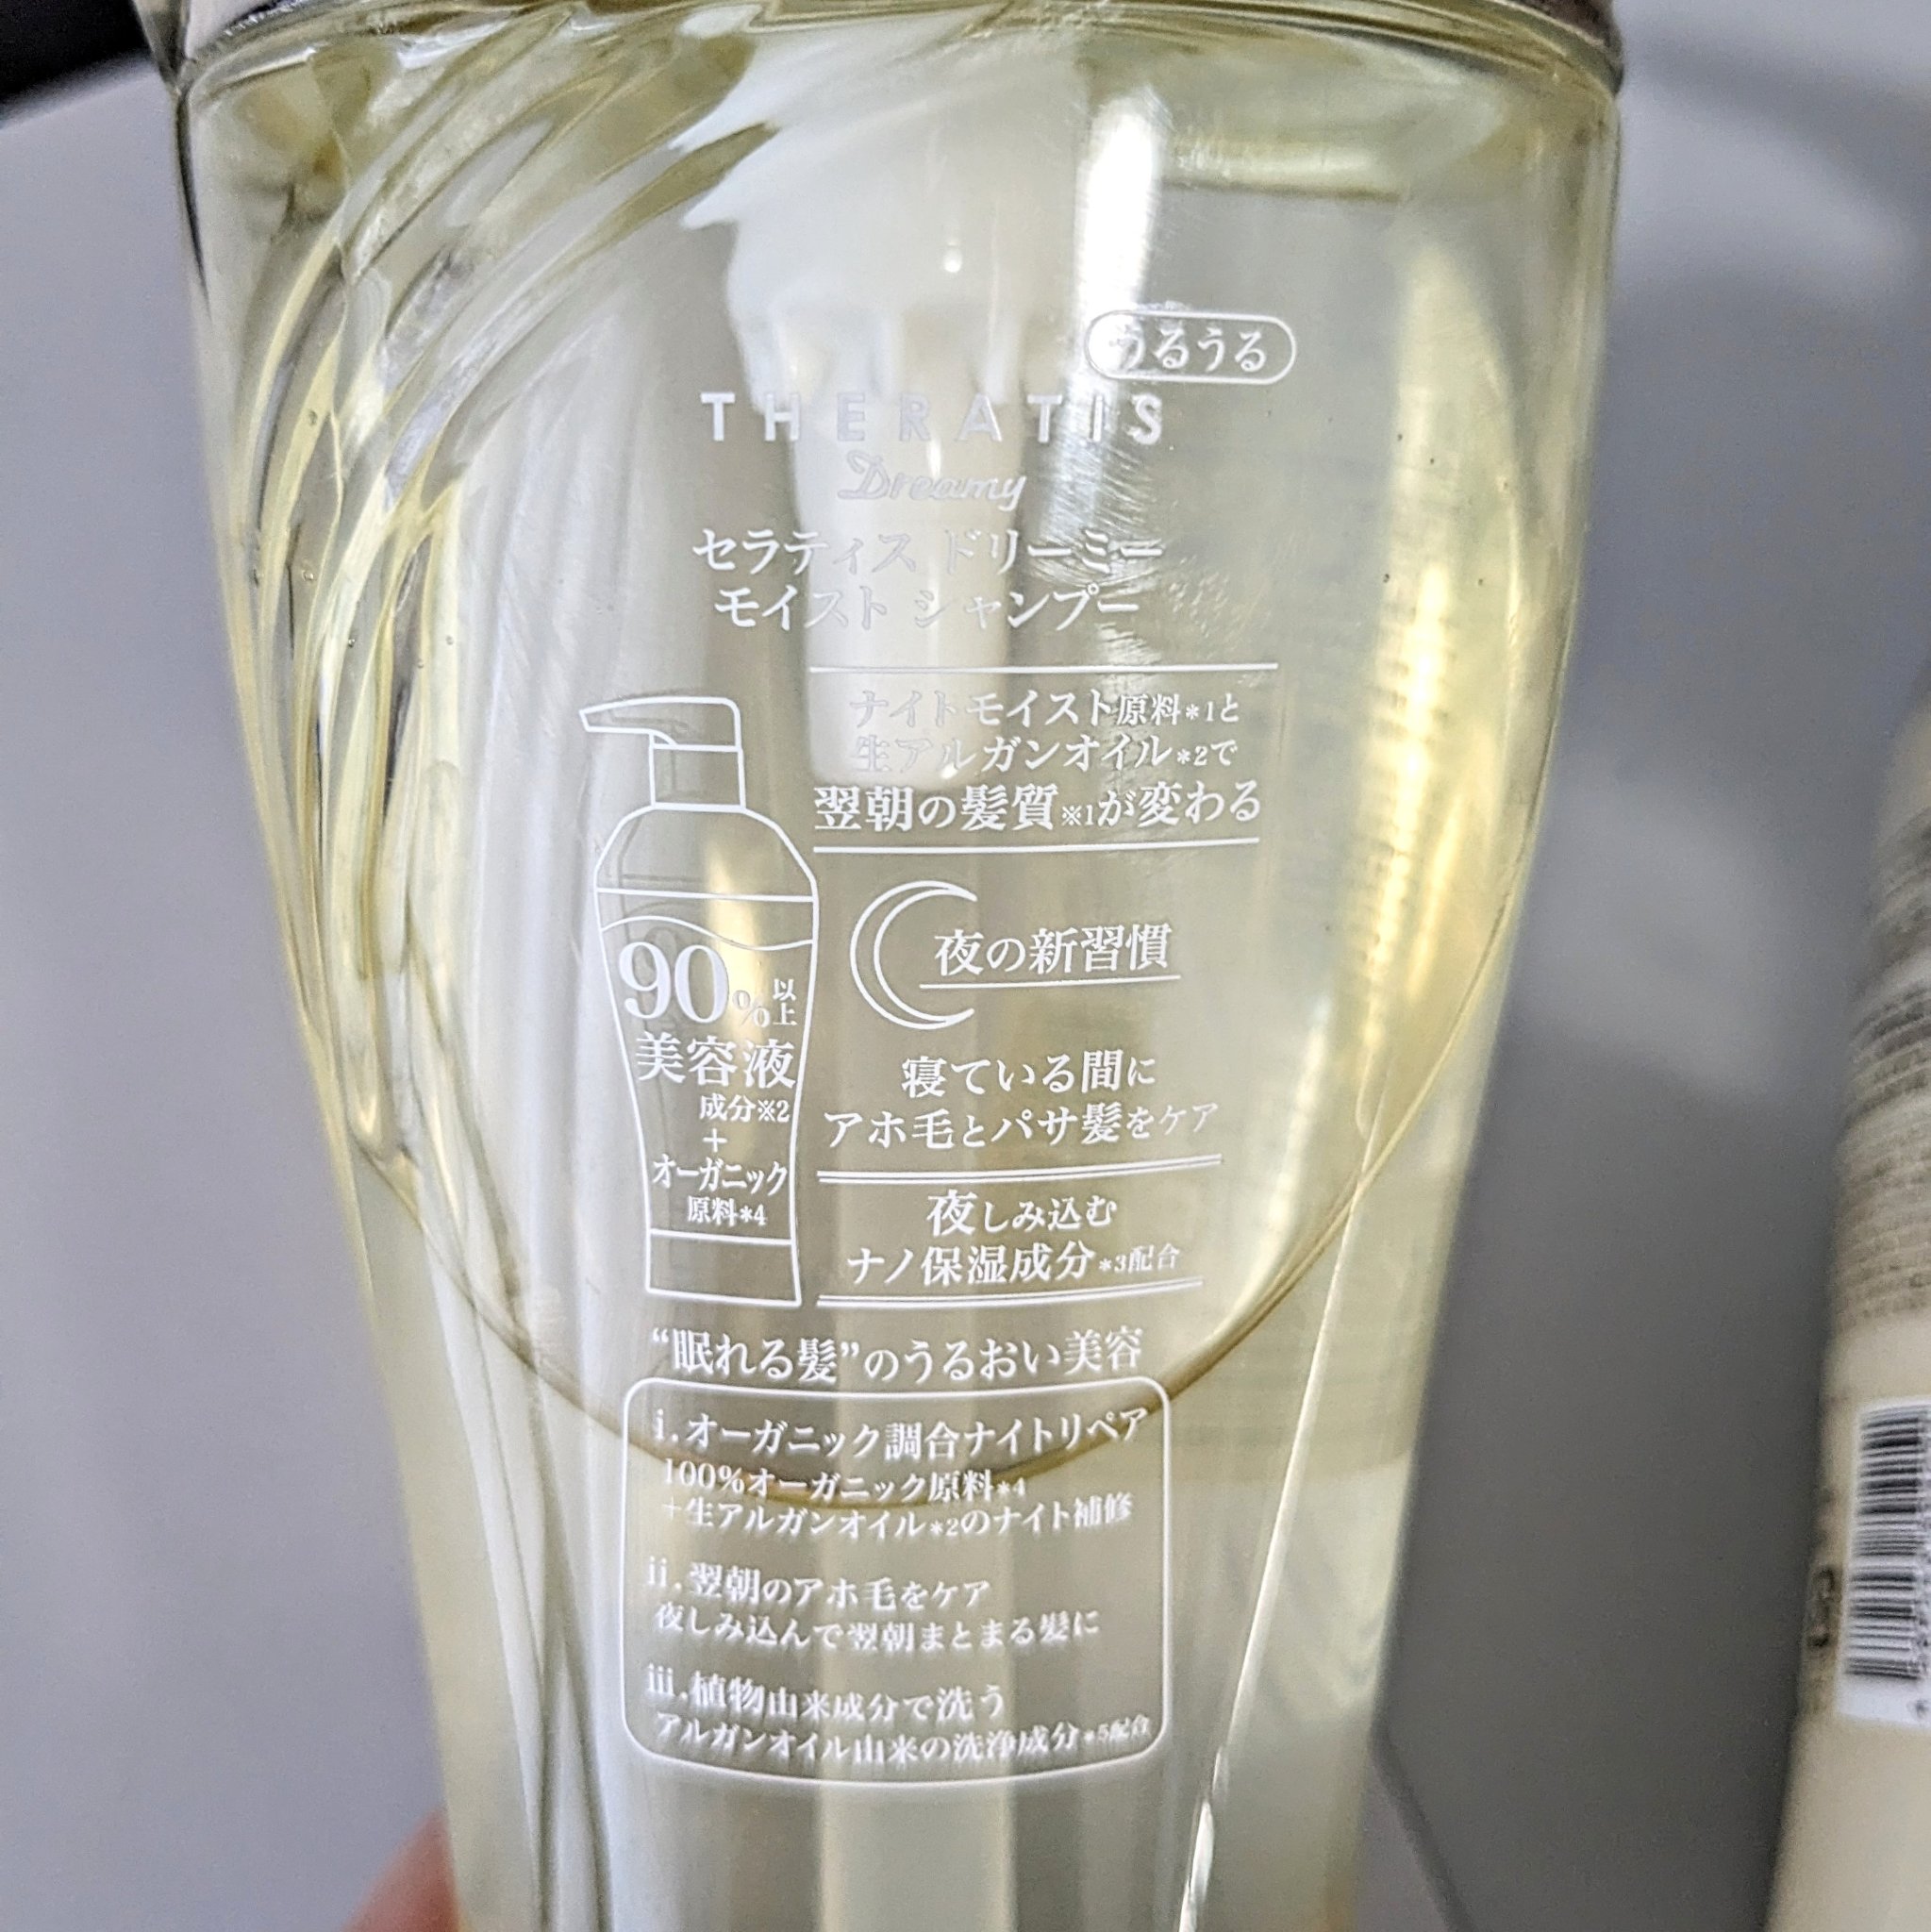 うるうる
THERATIS
Dreamy
セラティス ドリーミー
モイスト シャンプー
ナイトモイスト原料*1と
生アルガンオイル*2で
翌朝の髪質※1が変わる
90%以上
美容液
成分※2
+
オーガニック
原料*4
夜の新習慣
寝ている間に
アホ毛とパサ髪をケア
夜しみ込む
ナノ保湿成分*3配合
“眠れる髪”のうるおい美容
i.オーガニック調合ナイトリペア
100%オーガニック原料*4
+生アルガンオイル*2のナイト補修
ii.翌朝のアホ毛をケア
夜しみ込んで翌朝まとまる髪に
iii.植物由来成分で洗う
アルガンオイル由来の洗浄成分*5配合